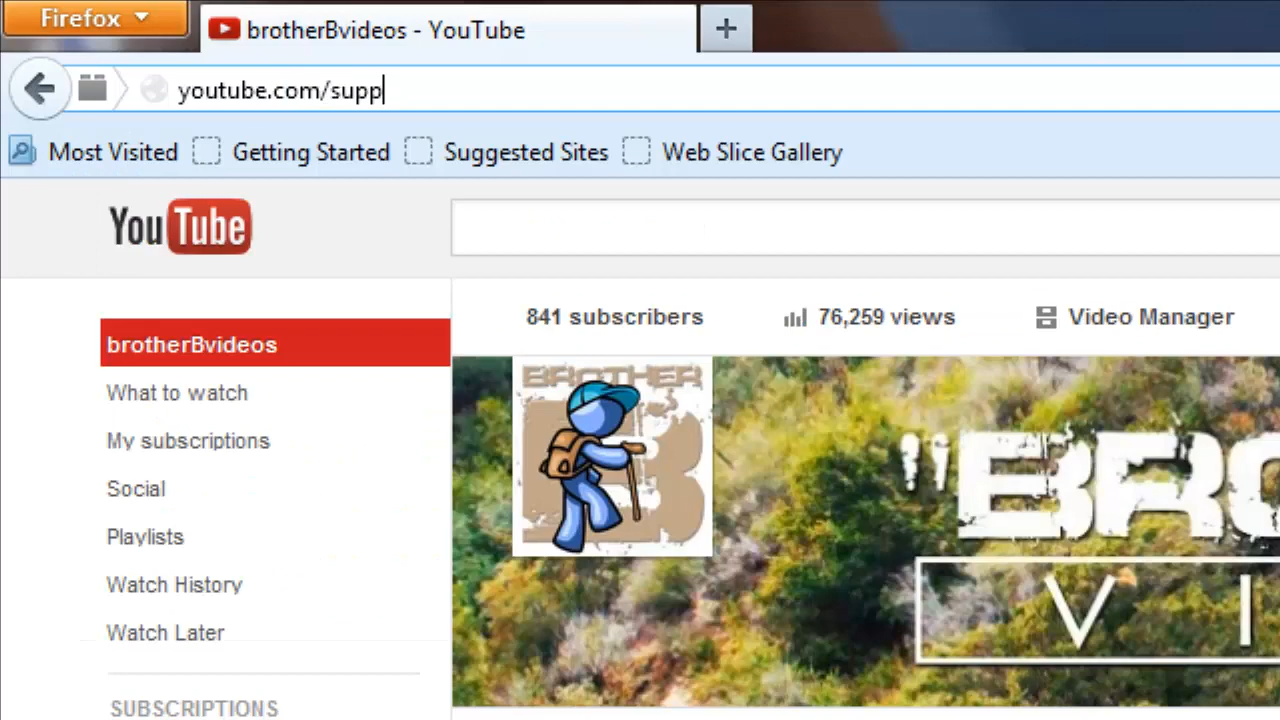 Firefox
brotherBvideos - YouTube
youtube.com/supp
Most Visited Getting Started Suggested Sites Web Slice Gallery
YouTube
841 subscribers 76,259 views Video Manager
brotherBvideos
What to watch
My subscriptions
Social
Playlists
Watch History
Watch Later
SUBSCRIPTIONS
BROTHER
B
"BRO
V I